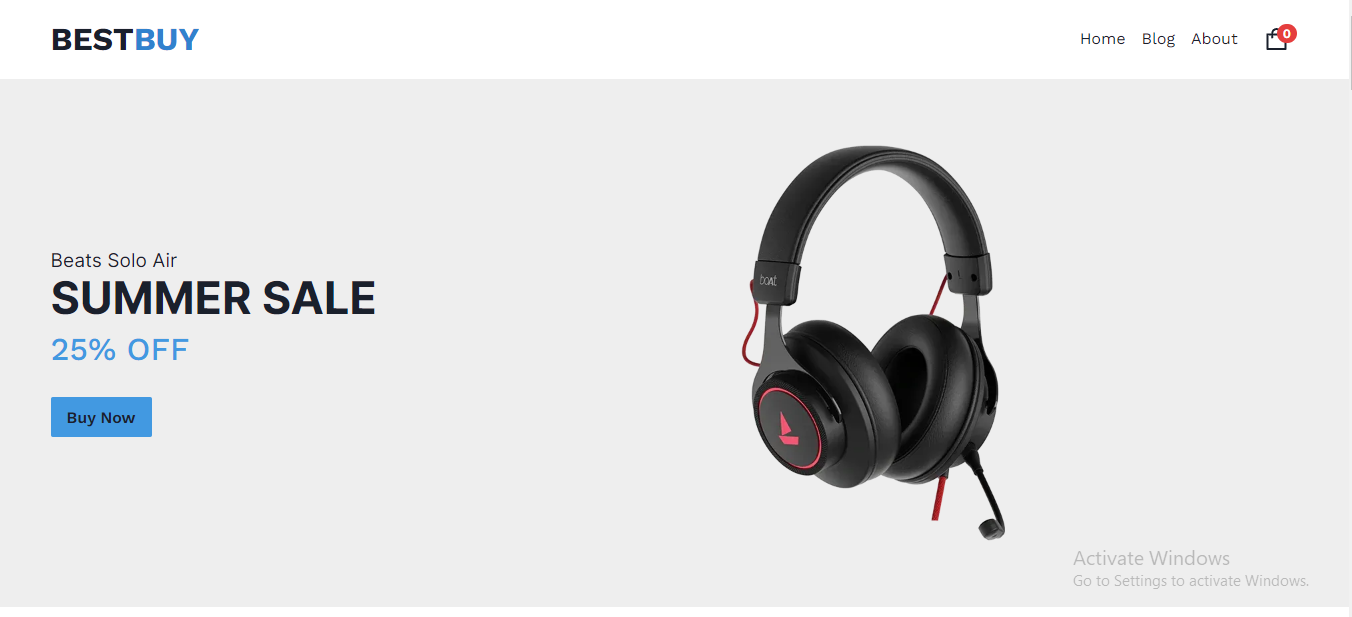 BESTBUY
Home Blog About 0
Beats Solo Air
SUMMER SALE
25% OFF
Buy Now
boAt
Activate Windows
Go to Settings to activate Windows.